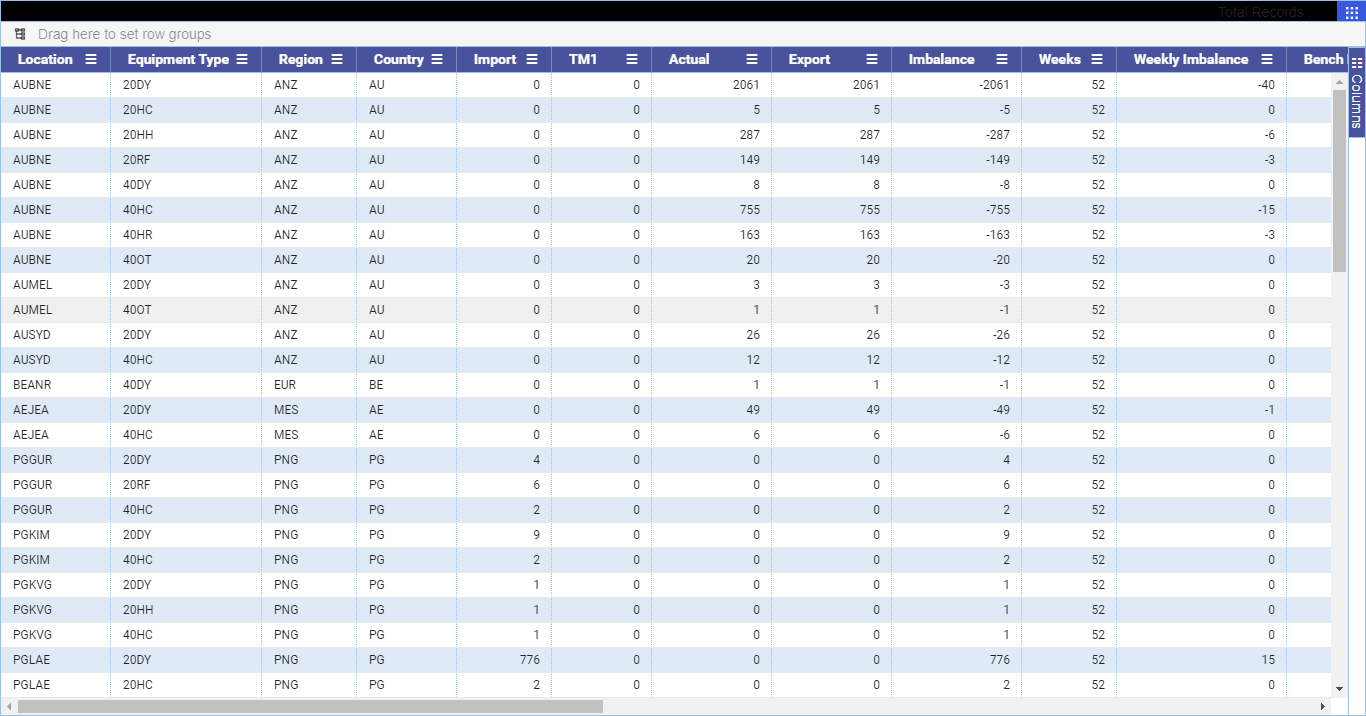 Total Records :
Drag here to set row groups
Location Equipment Type Region Country Import TM1 Actual Export Imbalance Weeks Weekly Imbalance Bench
AUBNE 20DY ANZ AU 0 0 2061 2061 -2061 52 -40
AUBNE 20HC ANZ AU 0 0 5 5 -5 52 0
AUBNE 20HH ANZ AU 0 0 287 287 -287 52 -6
AUBNE 20RF ANZ AU 0 0 149 149 -149 52 -3
AUBNE 40DY ANZ AU 0 0 8 8 -8 52 0
AUBNE 40HC ANZ AU 0 0 755 755 -755 52 -15
AUBNE 40HR ANZ AU 0 0 163 163 -163 52 -3
AUBNE 40OT ANZ AU 0 0 20 20 -20 52 0
AUMEL 20DY ANZ AU 0 0 3 3 -3 52 0
AUMEL 40OT ANZ AU 0 0 1 1 -1 52 0
AUSYD 20DY ANZ AU 0 0 26 26 -26 52 0
AUSYD 40HC ANZ AU 0 0 12 12 -12 52 0
BEANR 40DY EUR BE 0 0 1 1 -1 52 0
AEJEA 20DY MES AE 0 0 49 49 -49 52 -1
AEJEA 40HC MES AE 0 0 6 6 -6 52 0
PGGUR 20DY PNG PG 4 0 0 0 4 52 0
PGGUR 20RF PNG PG 6 0 0 0 6 52 0
PGGUR 40HC PNG PG 2 0 0 0 2 52 0
PGKIM 20DY PNG PG 9 0 0 0 9 52 0
PGKIM 40HC PNG PG 2 0 0 0 2 52 0
PGKVG 20DY PNG PG 1 0 0 0 1 52 0
PGKVG 20HH PNG PG 1 0 0 0 1 52 0
PGKVG 40HC PNG PG 1 0 0 0 1 52 0
PGLAE 20DY PNG PG 776 0 0 0 776 52 15
PGLAE 20HC PNG PG 2 0 0 0 2 52 0
Columns